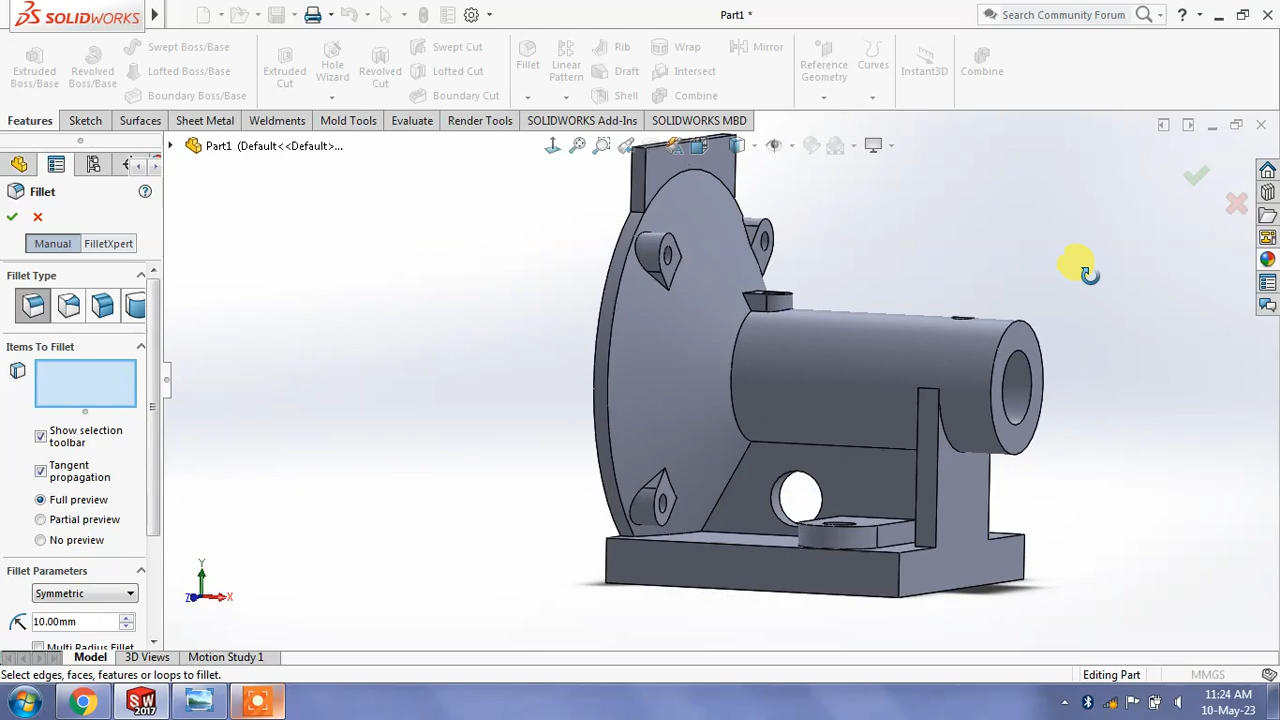 SOLIDWORKS
Part1 *
Search Community Forum
?
Extruded Boss/Base
Revolved Boss/Base
Swept Boss/Base
Lofted Boss/Base
Boundary Boss/Base
Extruded Cut
Hole Wizard
Revolved Cut
Swept Cut
Lofted Cut
Boundary Cut
Fillet
Linear Pattern
Rib
Draft
Shell
Wrap
Intersect
Combine
Mirror
Reference Geometry
Curves
Instant3D
Combine
Features
Sketch
Surfaces
Sheet Metal
Weldments
Mold Tools
Evaluate
Render Tools
SOLIDWORKS Add-Ins
SOLIDWORKS MBD
Part1 (Default<<Default>...
Fillet
?
Manual
FilletXpert
Fillet Type
Items To Fillet
Show selection
toolbar
Tangent
propagation
Full preview
Partial preview
No preview
Fillet Parameters
Symmetric
10.00mm
Multi Radius Fillet
Y
Z
X
Model
3D Views
Motion Study 1
Select edges, faces, features or loops to fillet.
Editing Part
MMGS
SW
2017
11:24 AM
10-May-23